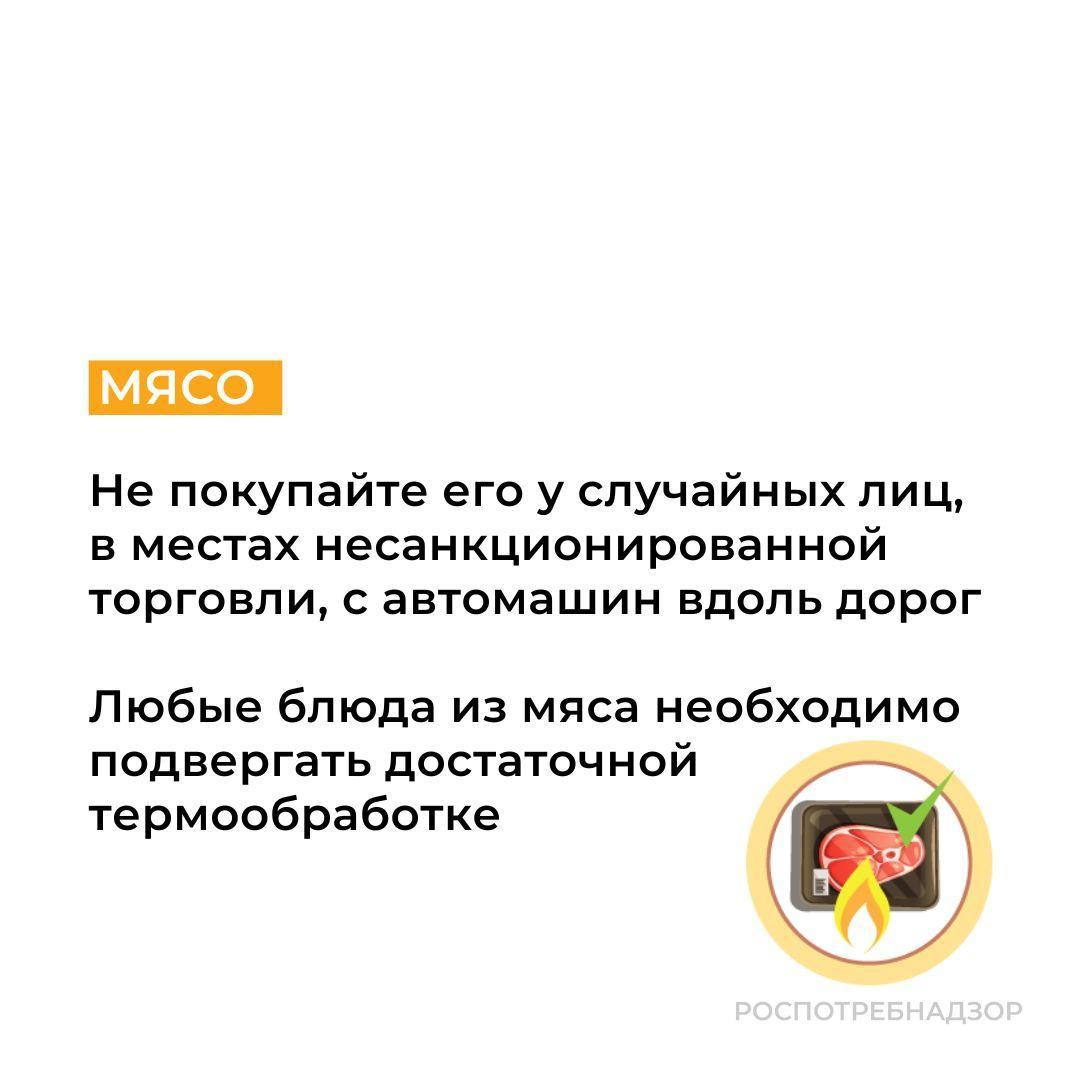 МЯСО
Не покупайте его у случайных лиц,
в местах несанкционированной
торговли, с автомашин вдоль дорог
Любые блюда из мяса необходимо
подвергать достаточной
термообработке
РОСПОТРЕБНАДЗОР